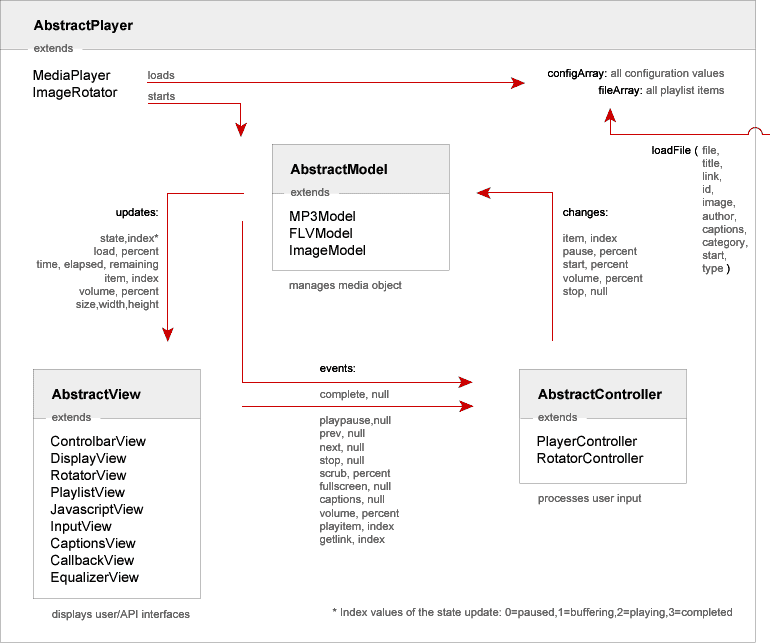 AbstractPlayer
extends
MediaPlayer
ImageRotator
loads
starts
configArray: all configuration values
fileArray: all playlist items
loadFile ( file,
title,
link,
id,
image,
author,
captions,
category,
start,
type )
AbstractModel
extends
MP3Model
FLVModel
ImageModel
manages media object
updates:
state,index*
load, percent
time, elapsed, remaining
item, index
volume, percent
size,width,height
changes:
item, index
pause, percent
start, percent
volume, percent
stop, null
AbstractView
extends
ControlbarView
DisplayView
RotatorView
PlaylistView
JavascriptView
InputView
CaptionsView
CallbackView
EqualizerView
displays user/API interfaces
events:
complete, null
playpause,null
prev, null
next, null
stop, null
scrub, percent
fullscreen, null
captions, null
volume, percent
playitem, index
getlink, index
AbstractController
extends
PlayerController
RotatorController
processes user input
* Index values of the state update: 0=paused,1=buffering,2=playing,3=completed